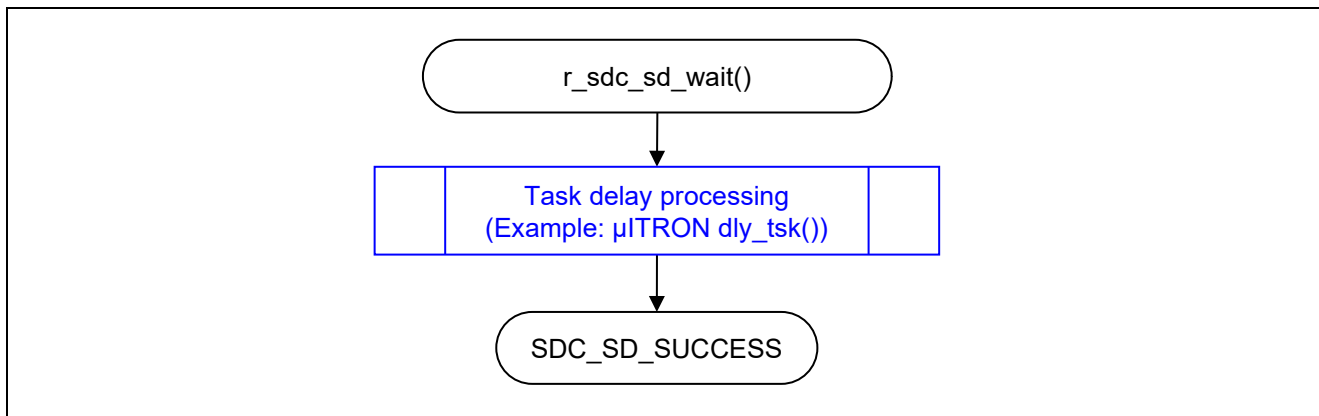 r_sdc_sd_wait()
Task delay processing
(Example: µITRON dly_tsk())
SDC_SD_SUCCESS